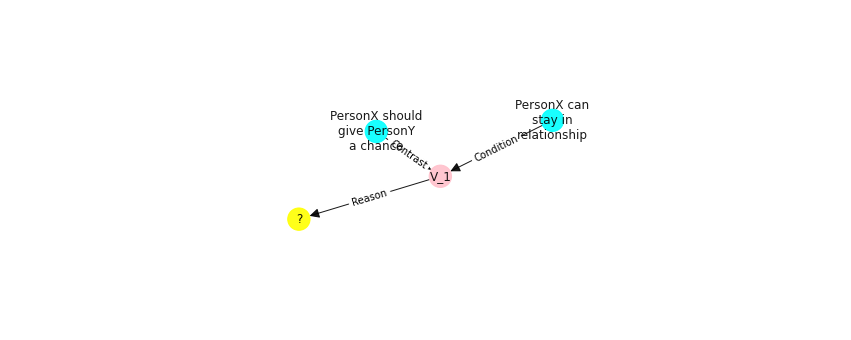 PersonX should
give PersonY
a chance
PersonX can
stay in
relationship
Contrast
Condition
V_1
Reason
?